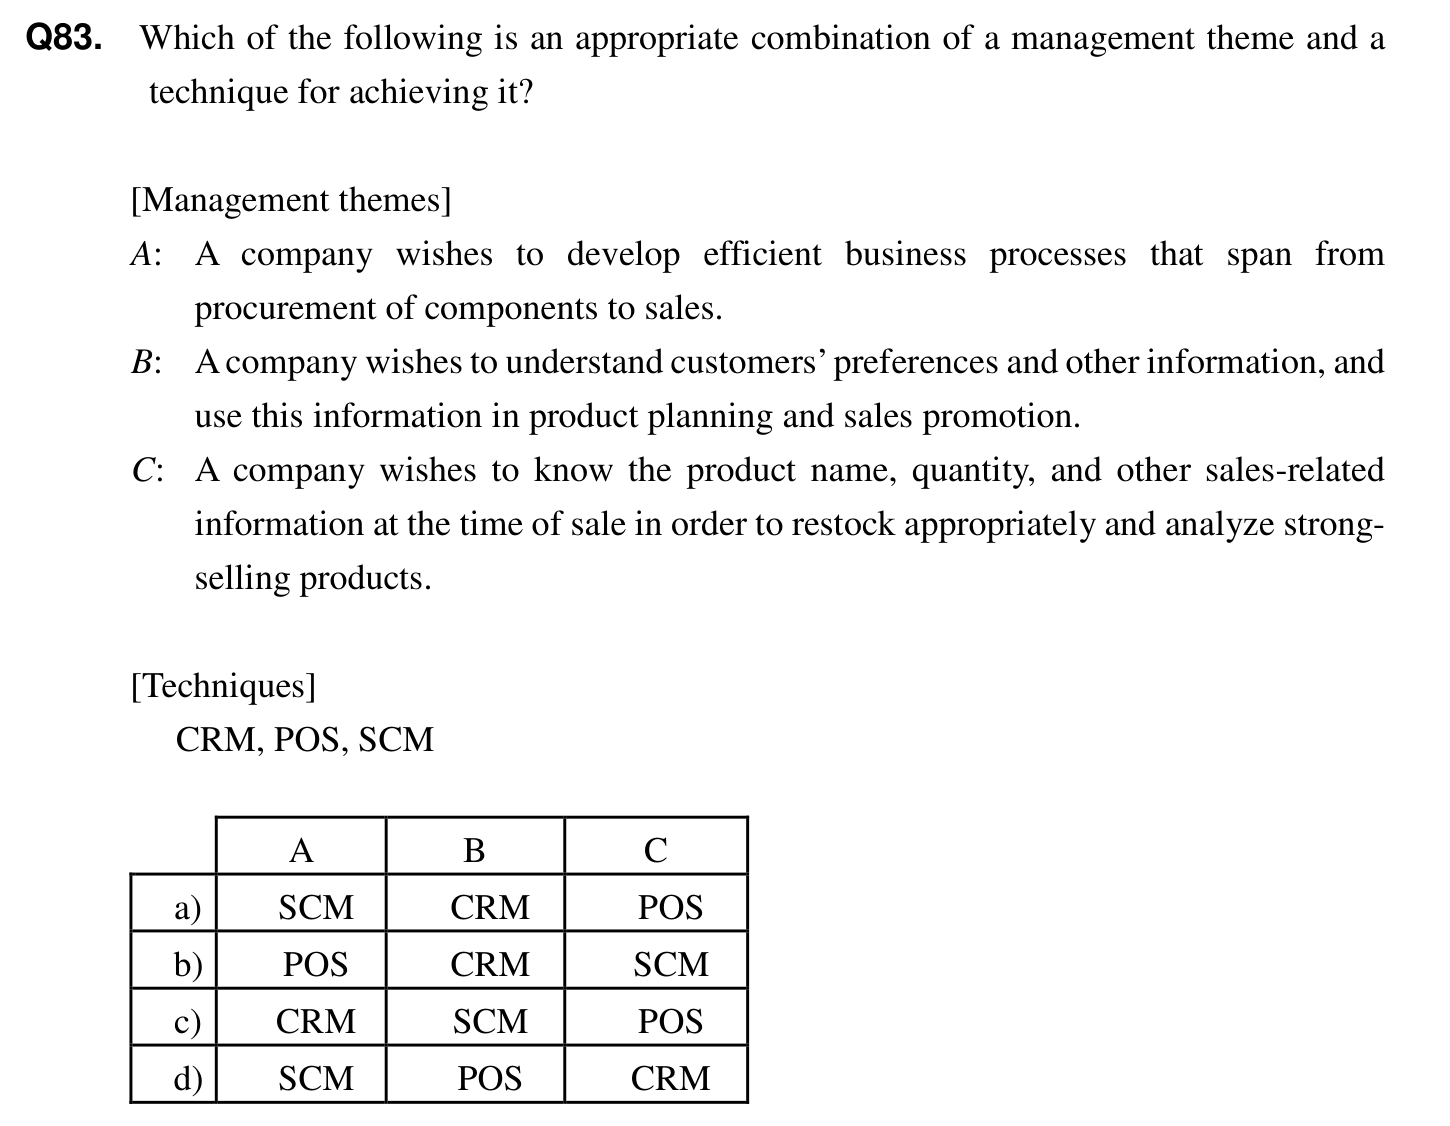 Q83. Which of the following is an appropriate combination of a management theme and a
technique for achieving it?
[Management themes]
A: A company wishes to develop efficient business processes that span from
procurement of components to sales.
B: A company wishes to understand customers’ preferences and other information, and
use this information in product planning and sales promotion.
C: A company wishes to know the product name, quantity, and other sales-related
information at the time of sale in order to restock appropriately and analyze strong-
selling products.
[Techniques]
CRM, POS, SCM
A B C
a) SCM CRM POS
b) POS CRM SCM
c) CRM SCM POS
d) SCM POS CRM